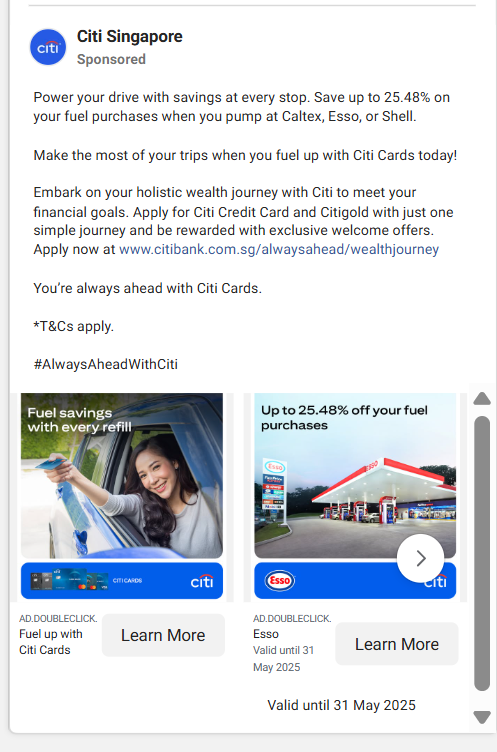 Citi Singapore
Sponsored
citi
Power your drive with savings at every stop. Save up to 25.48% on
your fuel purchases when you pump at Caltex, Esso, or Shell.
Make the most of your trips when you fuel up with Citi Cards today!
Embark on your holistic wealth journey with Citi to meet your
financial goals. Apply for Citi Credit Card and Citigold with just one
simple journey and be rewarded with exclusive welcome offers.
Apply now at www.citibank.com.sg/alwaysahead/wealthjourney
You're always ahead with Citi Cards.
*T&Cs apply.
#AlwaysAheadWithCiti
Fuel savings
with every refill
CITI CARDS
citi
AD.DOUBLECLICK.
Fuel up with
Citi Cards
Learn More
Up to 25.48% off your fuel
purchases
Esso
ESSO
Esso
citi
AD.DOUBLECLICK.
Esso
Valid until 31
May 2025
Learn More
Valid until 31 May 2025